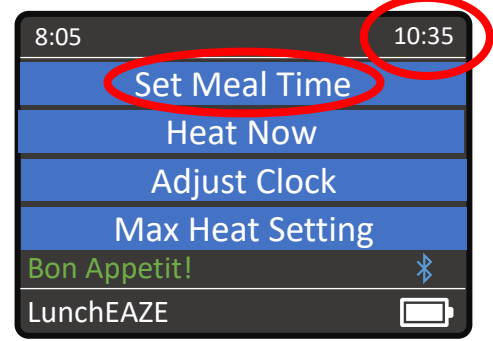 8:05 10:35
Set Meal Time
Heat Now
Adjust Clock
Max Heat Setting
Bon Appetit!
LunchEAZE